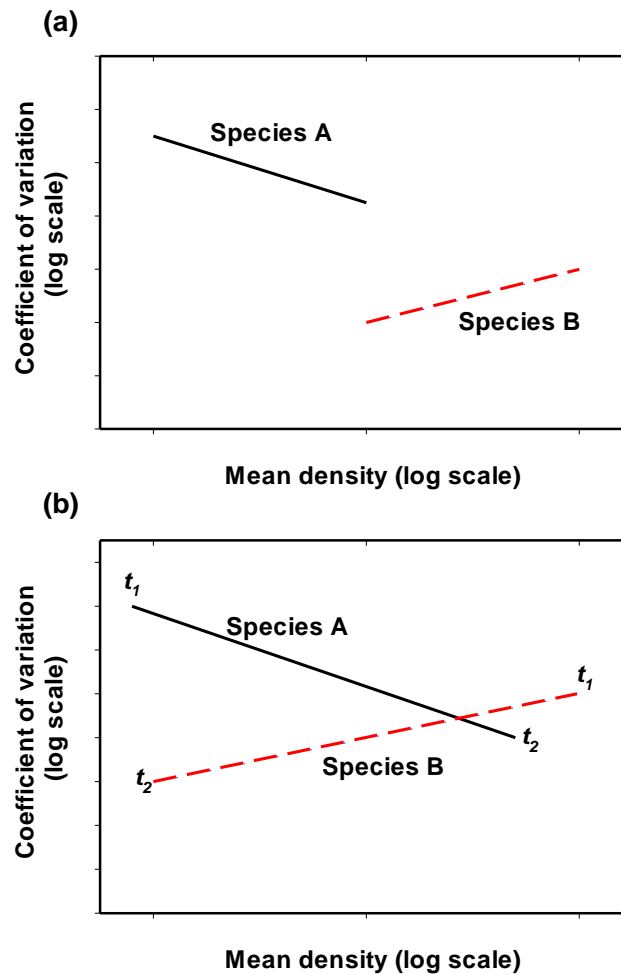 (a)
Coefficient of variation
(log scale)
Species A
Species B
Mean density (log scale)
(b)
Coefficient of variation
(log scale)
t1
Species A
t1
t2
Species B
t2
Mean density (log scale)